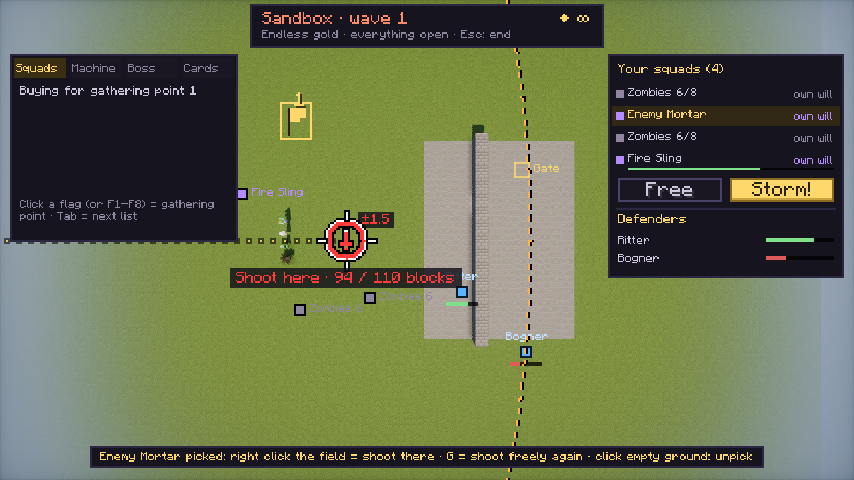 Sandbox · wave 1
Endless gold · everything open · Esc: end
Squads Machine Boss Cards
Buying for gathering point 1
Click a flag (or F1-F8) = gathering
point · Tab = next list
1
Fire Sling
±1.5
Shoot here · 94 / 110 blocks
Gate
Bogner
Your squads (4)
Zombies 6/8 own will
Enemy Mortar own will
Zombies 6/8 own will
Fire Sling own will
Free Storm!
Defenders
Ritter
Bogner
Enemy Mortar picked: right click the field = shoot there · G = shoot freely again · click empty ground: unpick